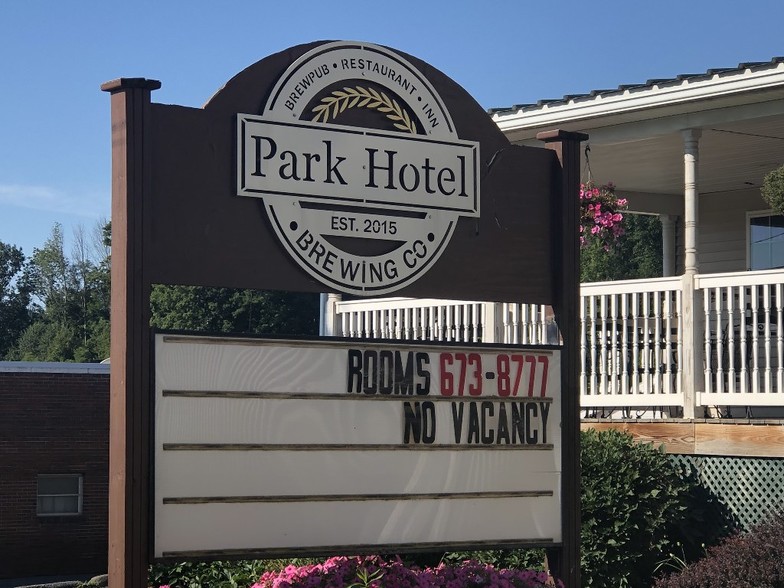 BREWPUB • RESTAURANT • INN
Park Hotel
EST. 2015
• BREWING CO •
ROOMS 673-8777
NO VACANCY